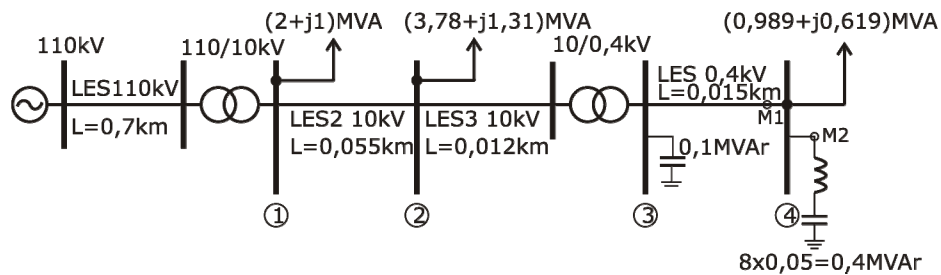 (2+j1)MVA
(3,78+j1,31)MVA
(0,989+j0,619)MVA
110kV
110/10kV
10/0,4kV
LES110kV
L=0,7km
LES2 10kV
L=0,055km
LES3 10kV
L=0,012km
LES 0,4kV
L=0,015km
M1
M2
0,1MVAr
1
2
3
4
8x0,05=0,4MVAr